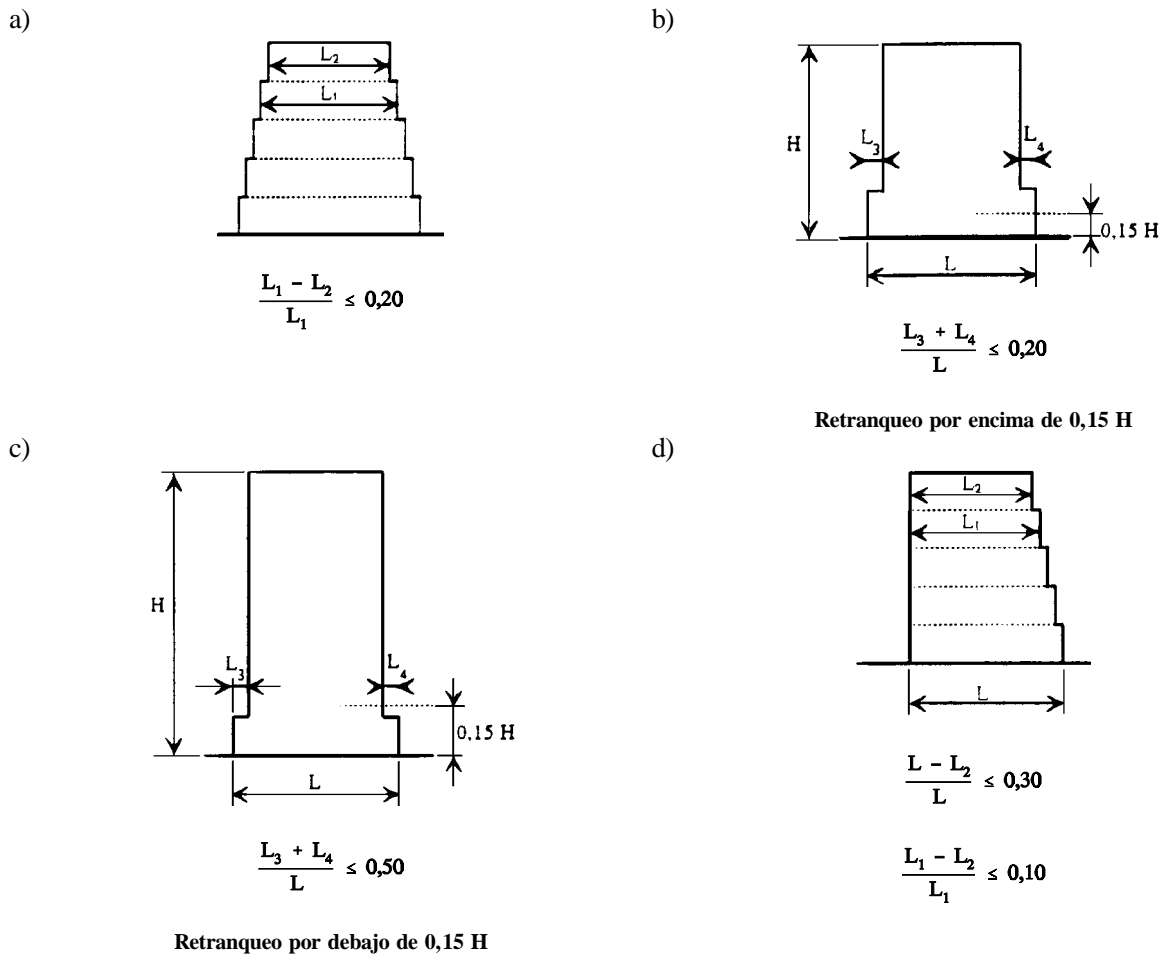 a)
L₂
L₁
L₁ − L₂
L₁
≤ 0,20
b)
H
L₃
L₄
0,15 H
L
L₃ + L₄
L
≤ 0,20
Retranqueo por encima de 0,15 H
c)
H
L₃
L₄
0,15 H
L
L₃ + L₄
L
≤ 0,50
Retranqueo por debajo de 0,15 H
d)
L₂
L₁
L
L − L₂
L
≤ 0,30
L₁ − L₂
L₁
≤ 0,10